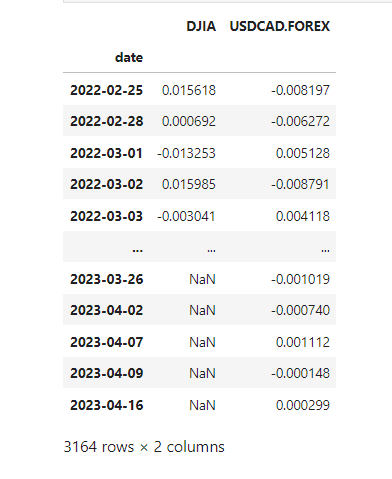 DJIA USDCAD.FOREX
date
2022-02-25 0.015618 -0.008197
2022-02-28 0.000692 -0.006272
2022-03-01 -0.013253 0.005128
2022-03-02 0.015985 -0.008791
2022-03-03 -0.003041 0.004118
... ... ...
2023-03-26 NaN -0.001019
2023-04-02 NaN -0.000740
2023-04-07 NaN 0.001112
2023-04-09 NaN -0.000148
2023-04-16 NaN 0.000299
3164 rows × 2 columns